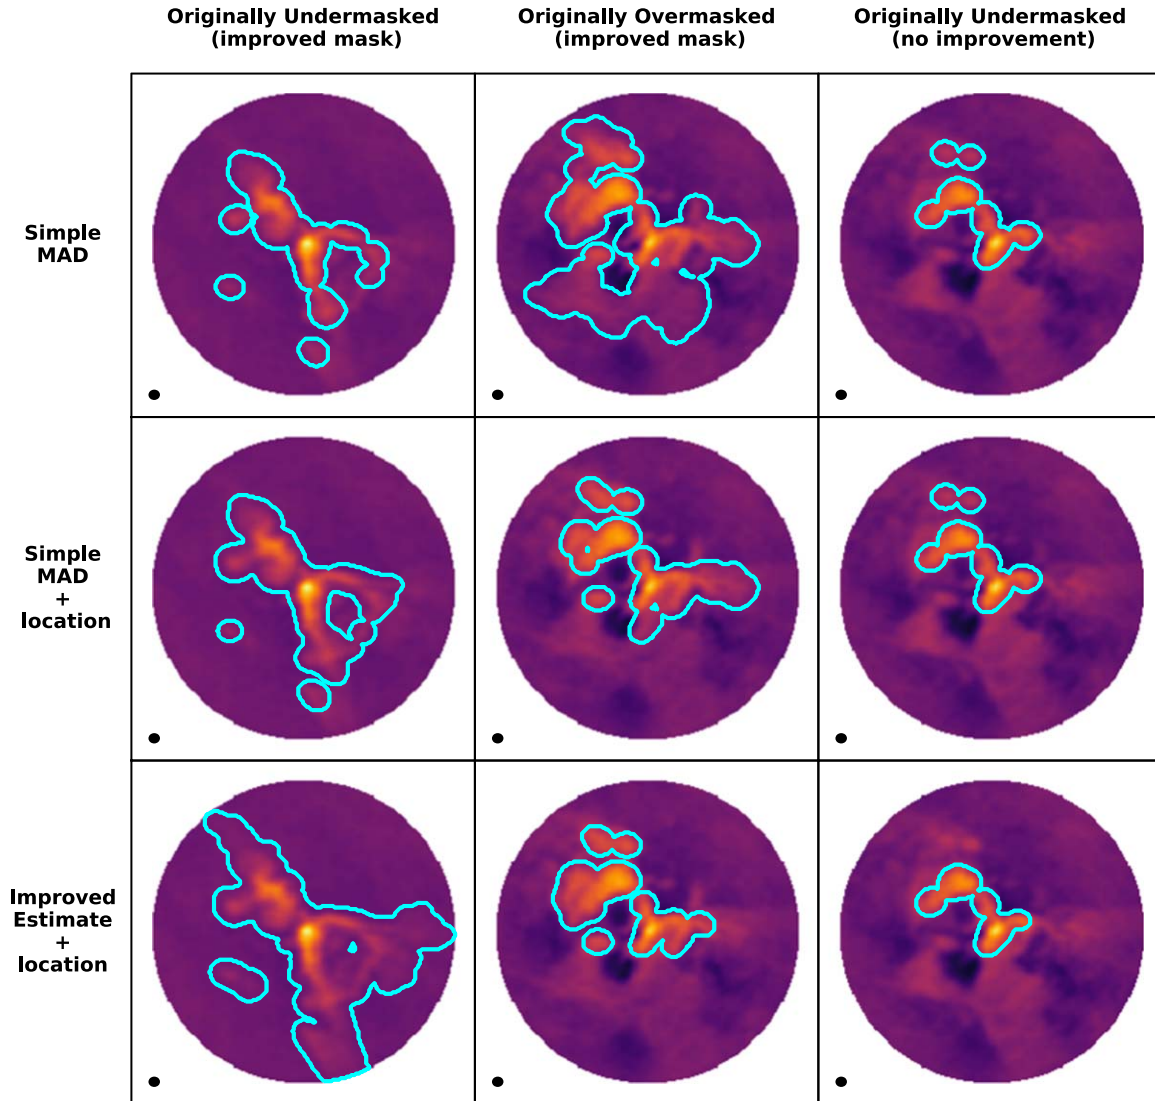 Originally Undermasked
(improved mask)
Originally Overmasked
(improved mask)
Originally Undermasked
(no improvement)
Simple
MAD
Simple
MAD
+
location
Improved
Estimate
+
location